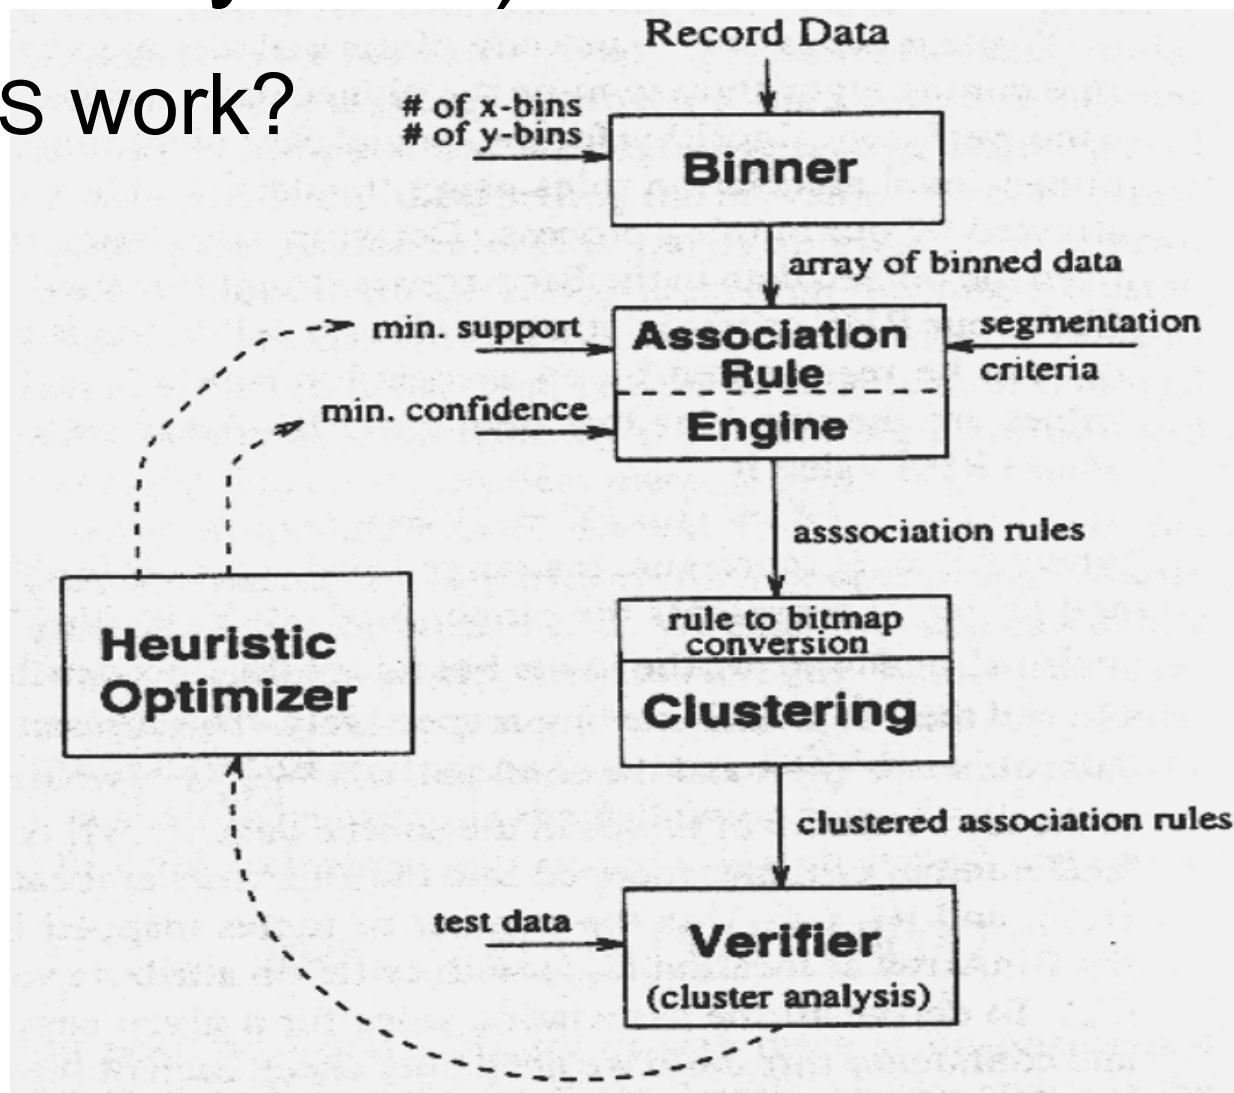 S work?
Record Data
# of x-bins
# of y-bins
Binner
array of binned data
min. support
Association
Rule
segmentation
criteria
min. confidence
Engine
asssociation rules
rule to bitmap
conversion
Heuristic
Optimizer
Clustering
clustered association rules
test data
Verifier
(cluster analysis)